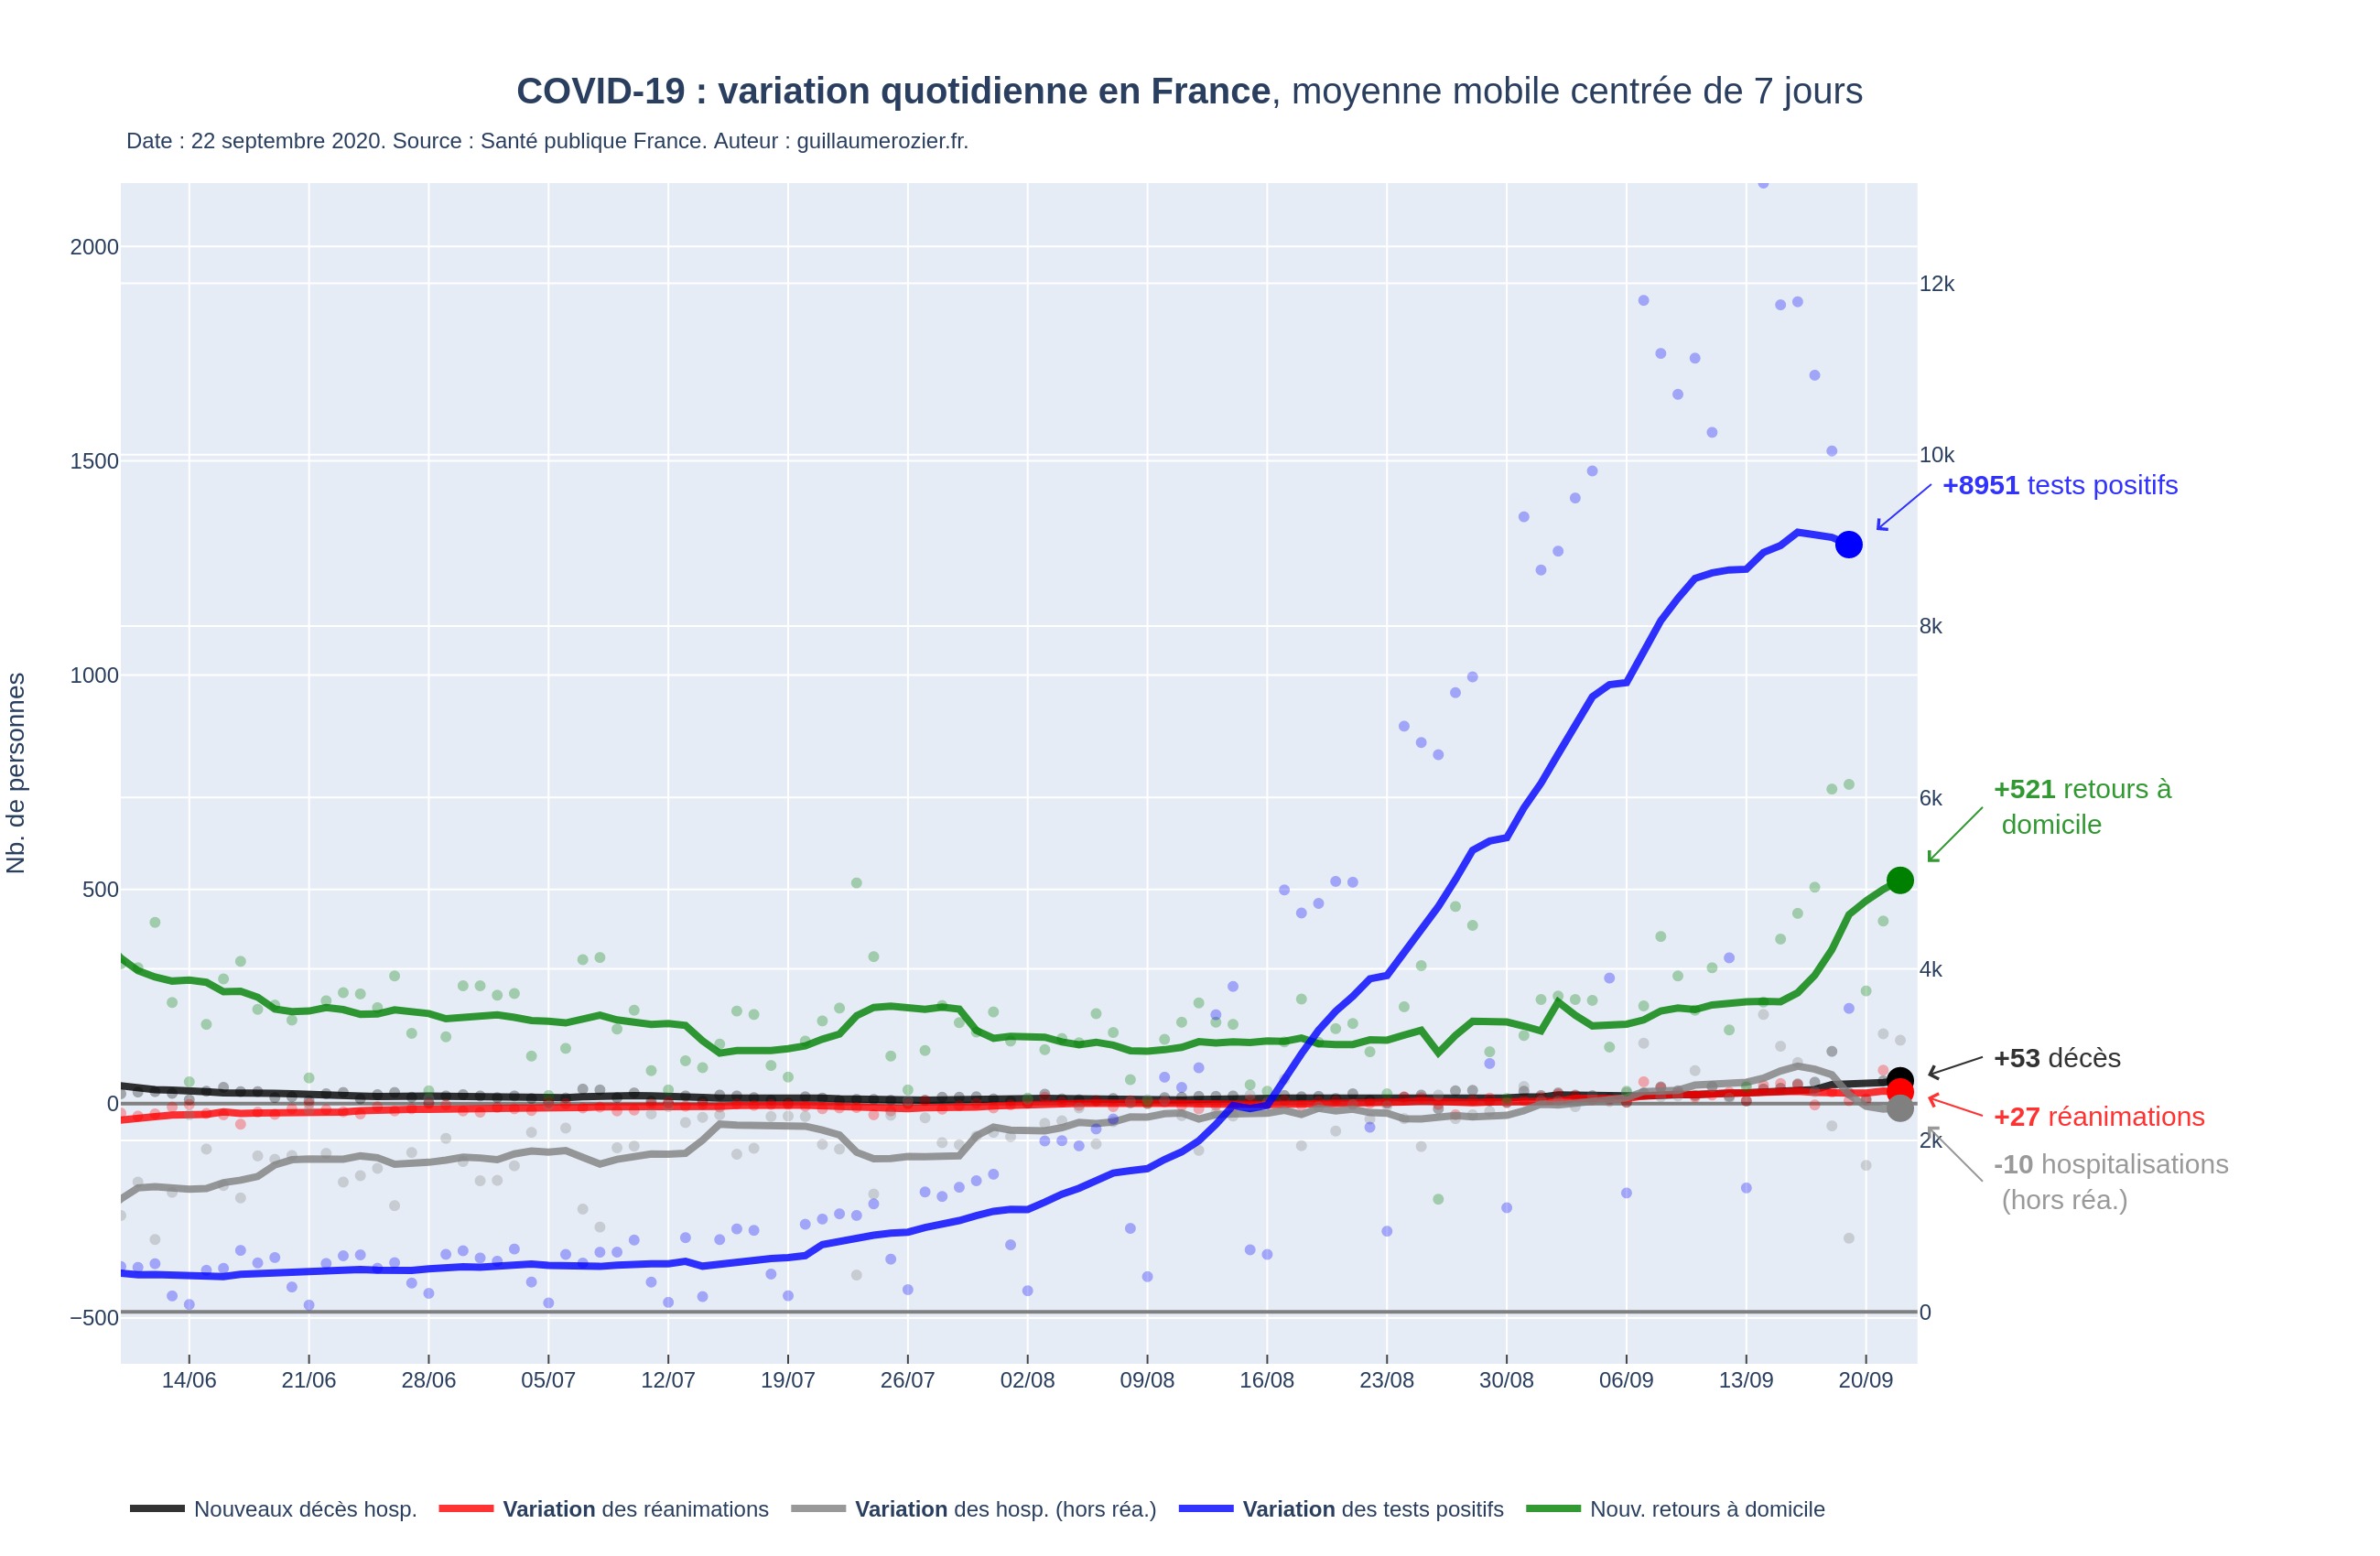 COVID-19 : variation quotidienne en France, moyenne mobile centrée de 7 jours
Date : 22 septembre 2020. Source : Santé publique France. Auteur : guillaumerozier.fr.
Nb. de personnes
2000
1500
1000
500
0
−500
12k
10k
8k
6k
4k
2k
0
+8951 tests positifs
+521 retours à
domicile
+53 décès
+27 réanimations
-10 hospitalisations
(hors réa.)
14/06 21/06 28/06 05/07 12/07 19/07 26/07 02/08 09/08 16/08 23/08 30/08 06/09 13/09 20/09
Nouveaux décès hosp. Variation des réanimations Variation des hosp. (hors réa.) Variation des tests positifs Nouv. retours à domicile